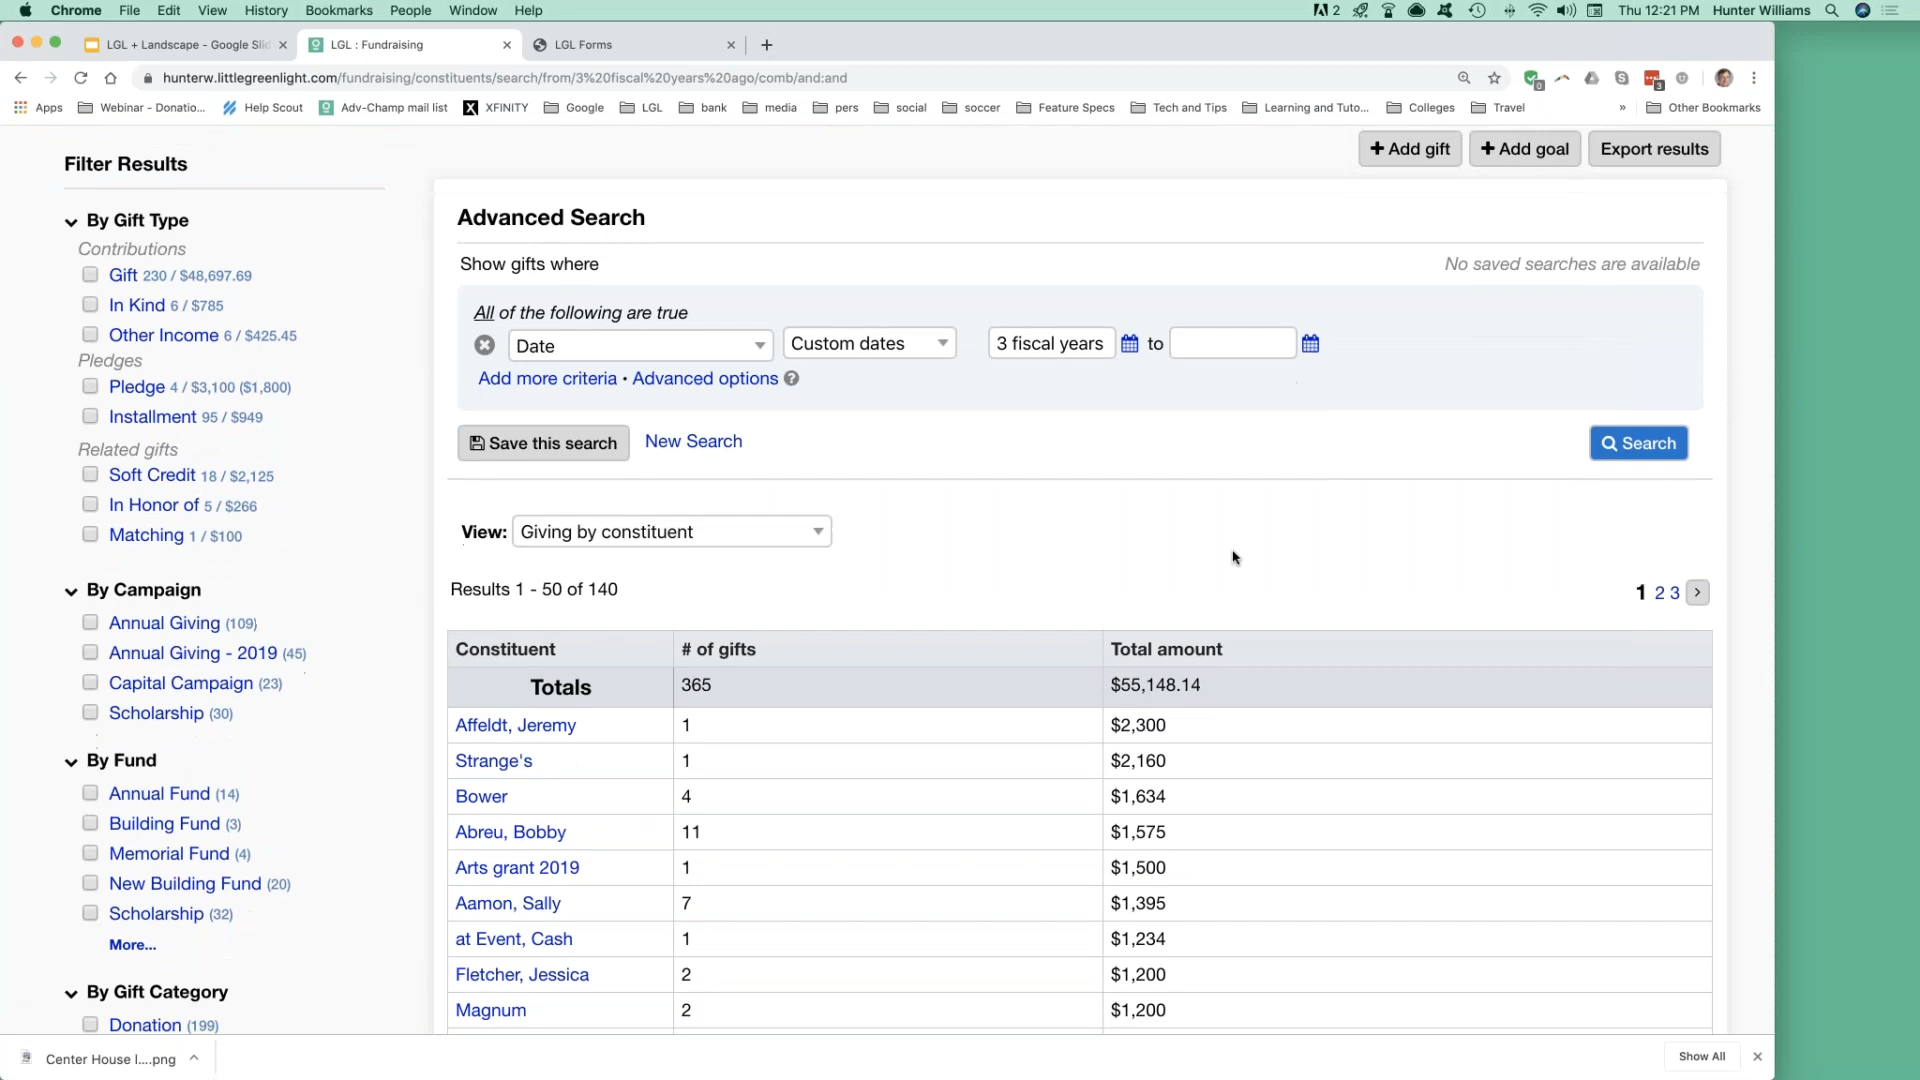 Chrome File Edit View History Bookmarks People Window Help
2 Thu 12:21 PM Hunter Williams
LGL + Landscape - Google Slid
LGL : Fundraising
LGL Forms
hunterw.littlegreenlight.com/fundraising/constituents/search/from/3%20fiscal%20years%20ago/comb/and:and
Apps Webinar - Donatio... Help Scout Adv-Champ mail list XFINITY Google LGL bank media pers social soccer Feature Specs Tech and Tips Learning and Tuto... Colleges Travel » Other Bookmarks
+ Add gift
+ Add goal
Export results
Filter Results
By Gift Type
Contributions
Gift 230 / $48,697.69
In Kind 6 / $785
Other Income 6 / $425.45
Pledges
Pledge 4 / $3,100 ($1,800)
Installment 95 / $949
Related gifts
Soft Credit 18 / $2,125
In Honor of 5 / $266
Matching 1 / $100
By Campaign
Annual Giving (109)
Annual Giving - 2019 (45)
Capital Campaign (23)
Scholarship (30)
By Fund
Annual Fund (14)
Building Fund (3)
Memorial Fund (4)
New Building Fund (20)
Scholarship (32)
More...
By Gift Category
Donation (199)
Advanced Search
Show gifts where
No saved searches are available
All of the following are true
Date
Custom dates
3 fiscal years
to
Add more criteria • Advanced options ?
Save this search
New Search
Search
View: Giving by constituent
Results 1 - 50 of 140
1 2 3 >
Constituent # of gifts Total amount
Totals 365 $55,148.14
Affeldt, Jeremy 1 $2,300
Strange's 1 $2,160
Bower 4 $1,634
Abreu, Bobby 11 $1,575
Arts grant 2019 1 $1,500
Aamon, Sally 7 $1,395
at Event, Cash 1 $1,234
Fletcher, Jessica 2 $1,200
Magnum 2 $1,200
Center House I....png
Show All